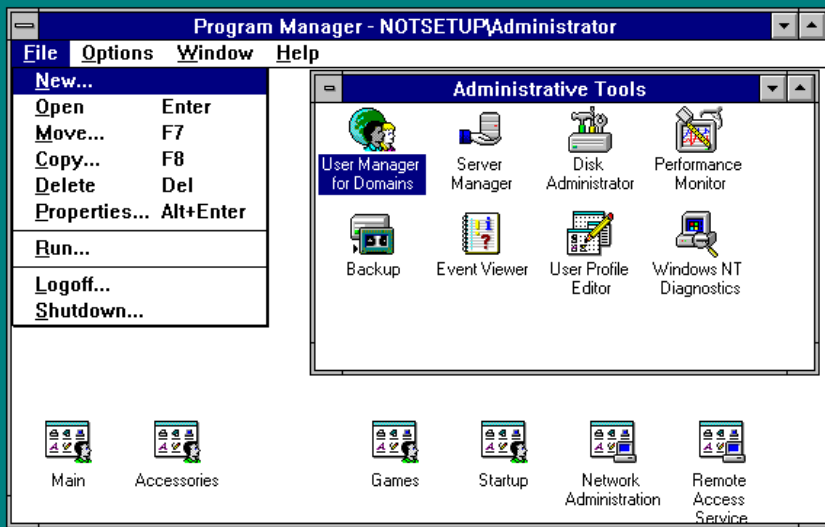 Program Manager - NOTSETUP\Administrator
File Options Window Help
New...
Open Enter
Move... F7
Copy... F8
Delete Del
Properties... Alt+Enter
Run...
Logoff...
Shutdown...
Administrative Tools
User Manager for Domains
Server Manager
Disk Administrator
Performance Monitor
Backup
Event Viewer
User Profile Editor
Windows NT Diagnostics
Main
Accessories
Games
Startup
Network Administration
Remote Access Service